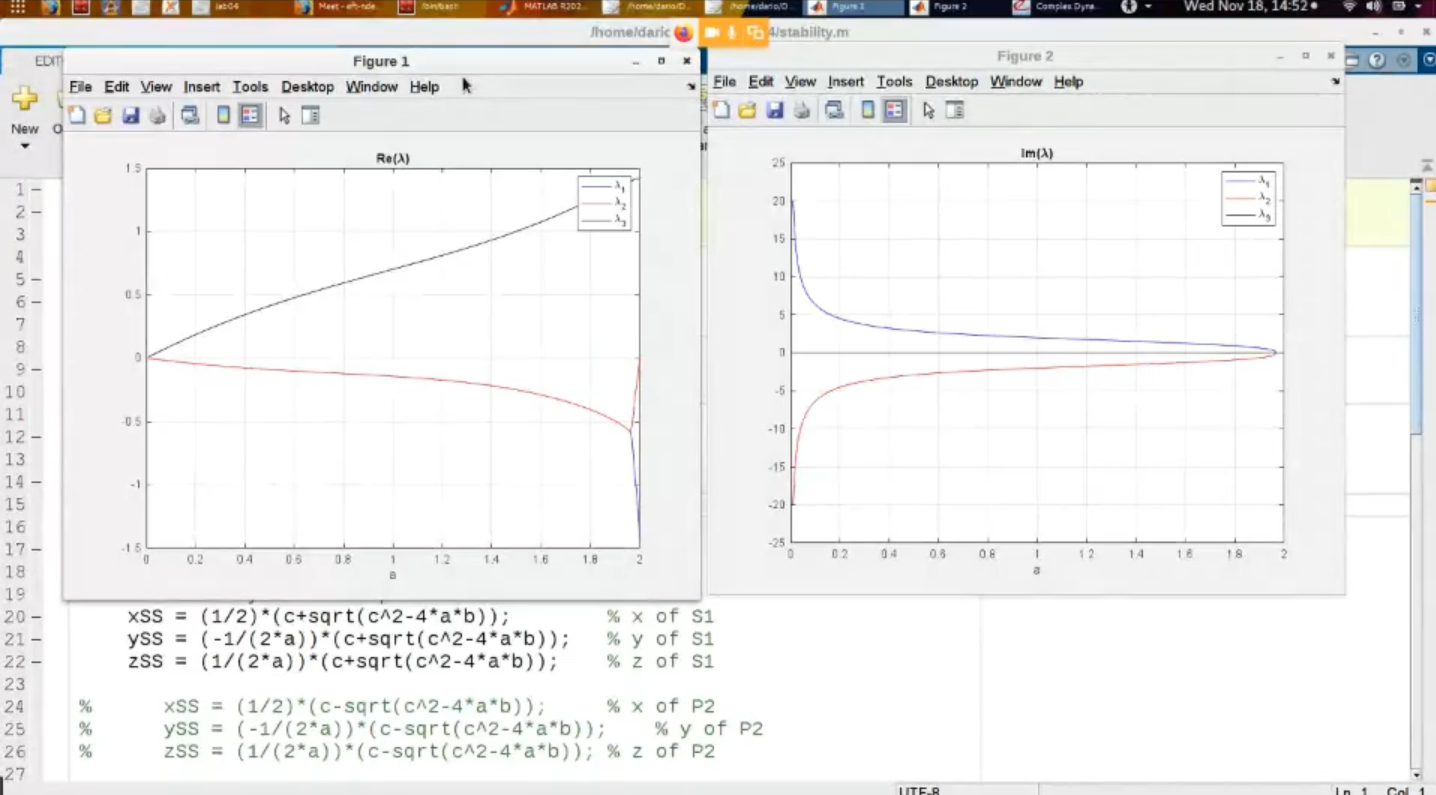 lab04
Meet - eft-nde..
/bin/bash
MATLAB R202..
/home/dario/D..
/home/dario/D..
Figure 1
Figure 2
Complex Dyna..
Wed Nov 18, 14:52
/home/daric
4/stability.m
EDIT
New
Figure 1
File Edit View Insert Tools Desktop Window Help
Re(λ)
1.5
1
0.5
0
-0.5
-1
-1.5
0 0.2 0.4 0.6 0.8 1 1.2 1.4 1.6 1.8 2
a
λ1
λ2
λ3
Figure 2
File Edit View Insert Tools Desktop Window Help
Im(λ)
25
20
15
10
5
0
-5
-10
-15
-20
-25
0 0.2 0.4 0.6 0.8 1 1.2 1.4 1.6 1.8 2
a
λ1
λ2
λ3
1 –
2 –
3
4
5 –
6 –
7
8
9 –
10 –
11 –
12 –
13
14
15 –
16
17 –
18
19
20 – xSS = (1/2)*(c+sqrt(c^2-4*a*b)); % x of S1
21 – ySS = (-1/(2*a))*(c+sqrt(c^2-4*a*b)); % y of S1
22 – zSS = (1/(2*a))*(c+sqrt(c^2-4*a*b)); % z of S1
23
24 % xSS = (1/2)*(c-sqrt(c^2-4*a*b)); % x of P2
25 % ySS = (-1/(2*a))*(c-sqrt(c^2-4*a*b)); % y of P2
26 % zSS = (1/(2*a))*(c-sqrt(c^2-4*a*b)); % z of P2
27
UTF-8
Ln 1 Col 1